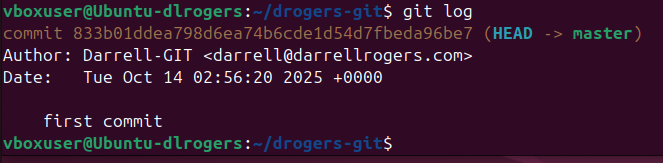 vboxuser@Ubuntu-dlrogers:~/drogers-git$ git log
commit 833b01ddea798d6ea74b6cde1d54d7fbeda96be7 (HEAD -> master)
Author: Darrell-GIT <darrell@darrellrogers.com>
Date:   Tue Oct 14 02:56:20 2025 +0000

    first commit
vboxuser@Ubuntu-dlrogers:~/drogers-git$